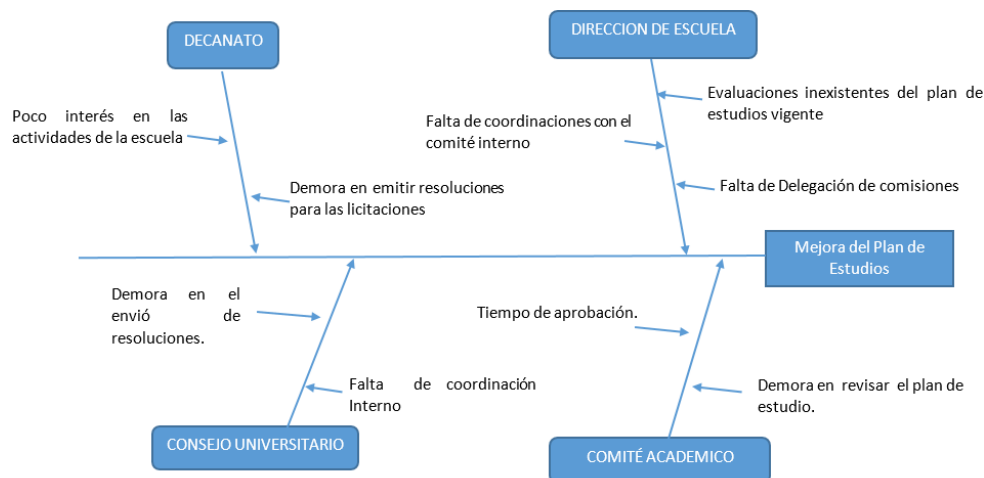 DECANATO
DIRECCION DE ESCUELA
Poco interés en las
actividades de la escuela
Demora en emitir resoluciones
para las licitaciones
Falta de coordinaciones con el
comité interno
Evaluaciones inexistentes del plan de
estudios vigente
Falta de Delegación de comisiones
Mejora del Plan de
Estudios
Demora en el
envió de
resoluciones.
Falta de coordinación
Interno
Tiempo de aprobación.
Demora en revisar el plan de
estudio.
CONSEJO UNIVERSITARIO
COMITÉ ACADEMICO